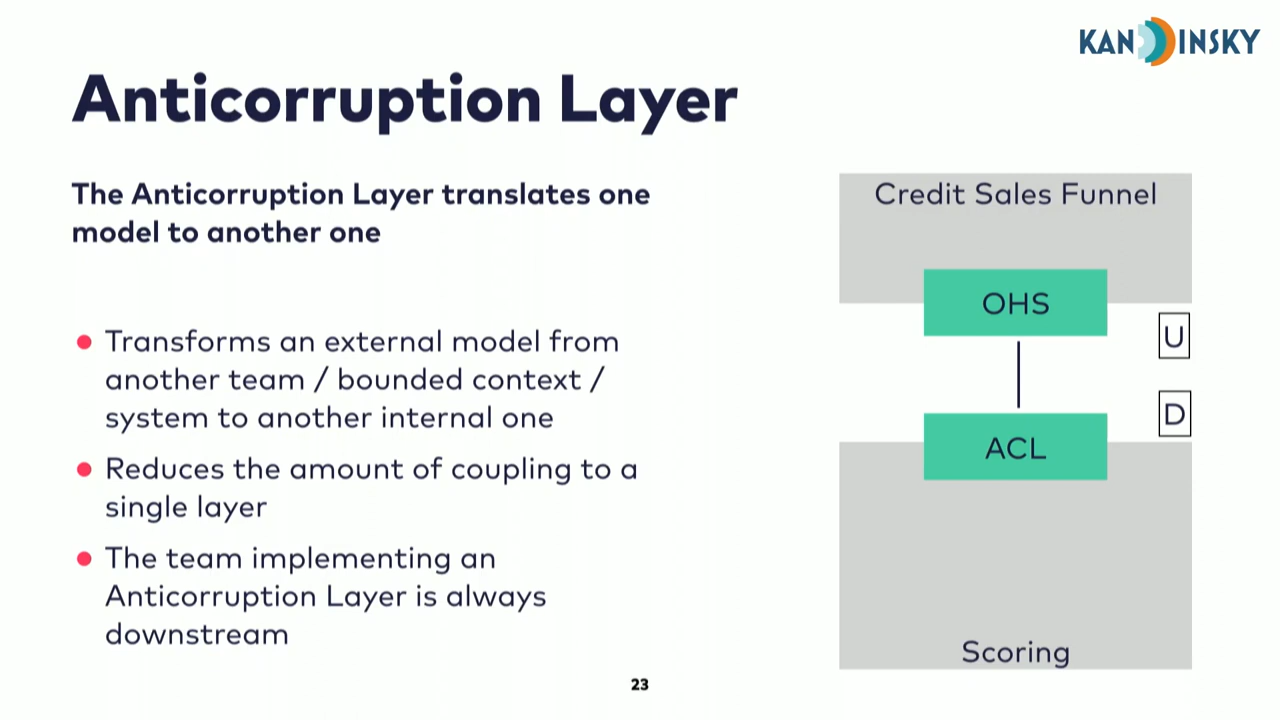 KANDDINSKY
Anticorruption Layer
The Anticorruption Layer translates one
model to another one
Transforms an external model from
another team / bounded context /
system to another internal one
Reduces the amount of coupling to a
single layer
The team implementing an
Anticorruption Layer is always
downstream
Credit Sales Funnel
OHS
U
D
ACL
Scoring
23